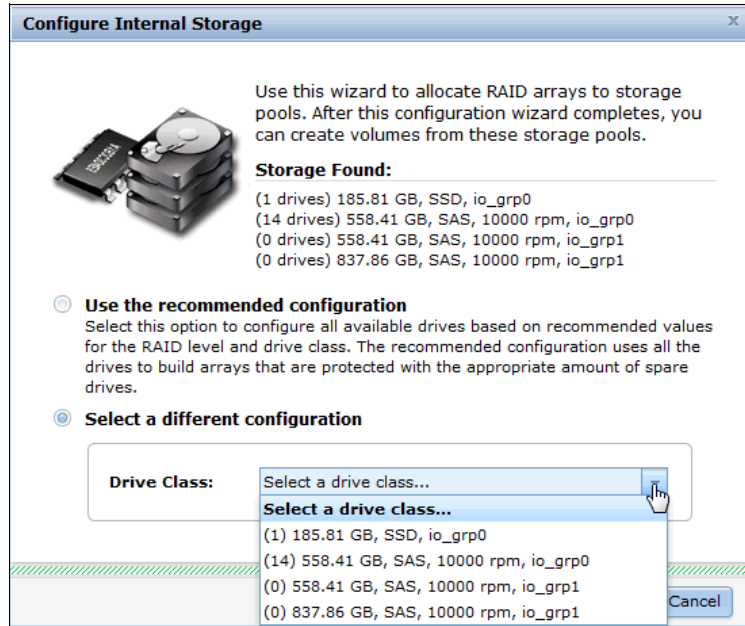 Configure Internal Storage
x
Use this wizard to allocate RAID arrays to storage
pools. After this configuration wizard completes, you
can create volumes from these storage pools.
Storage Found:
(1 drives) 185.81 GB, SSD, io_grp0
(14 drives) 558.41 GB, SAS, 10000 rpm, io_grp0
(0 drives) 558.41 GB, SAS, 10000 rpm, io_grp1
(0 drives) 837.86 GB, SAS, 10000 rpm, io_grp1
Use the recommended configuration
Select this option to configure all available drives based on recommended values
for the RAID level and drive class. The recommended configuration uses all the
drives to build arrays that are protected with the appropriate amount of spare
drives.
Select a different configuration
Drive Class:
Select a drive class...
Select a drive class...
(1) 185.81 GB, SSD, io_grp0
(14) 558.41 GB, SAS, 10000 rpm, io_grp0
(0) 558.41 GB, SAS, 10000 rpm, io_grp1
(0) 837.86 GB, SAS, 10000 rpm, io_grp1
Cancel